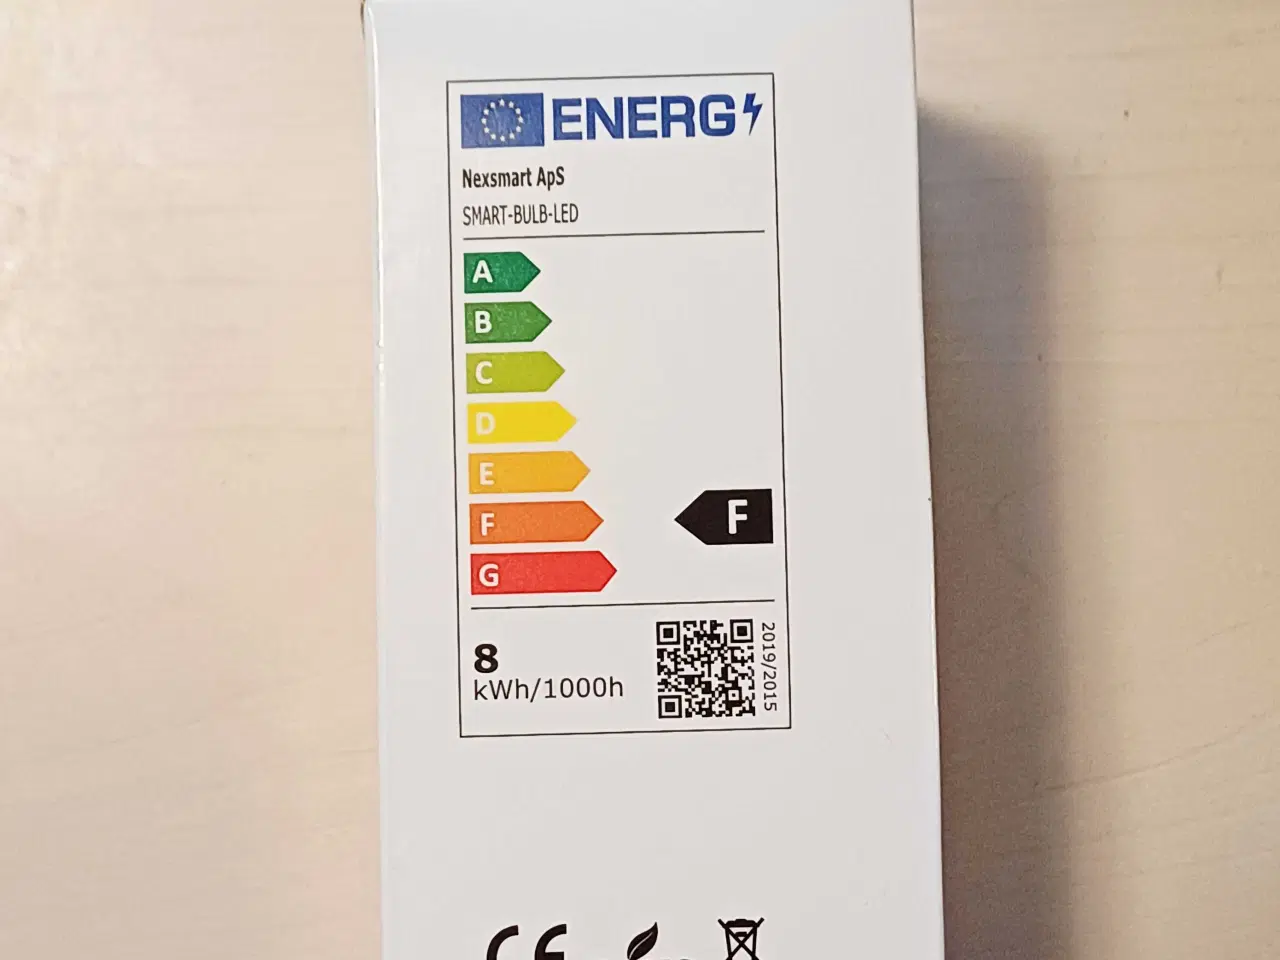 ENERG
Nexsmart ApS
SMART-BULB-LED
A
B
C
D
E
F
F
G
8
kWh/1000h
2019/2015
CE